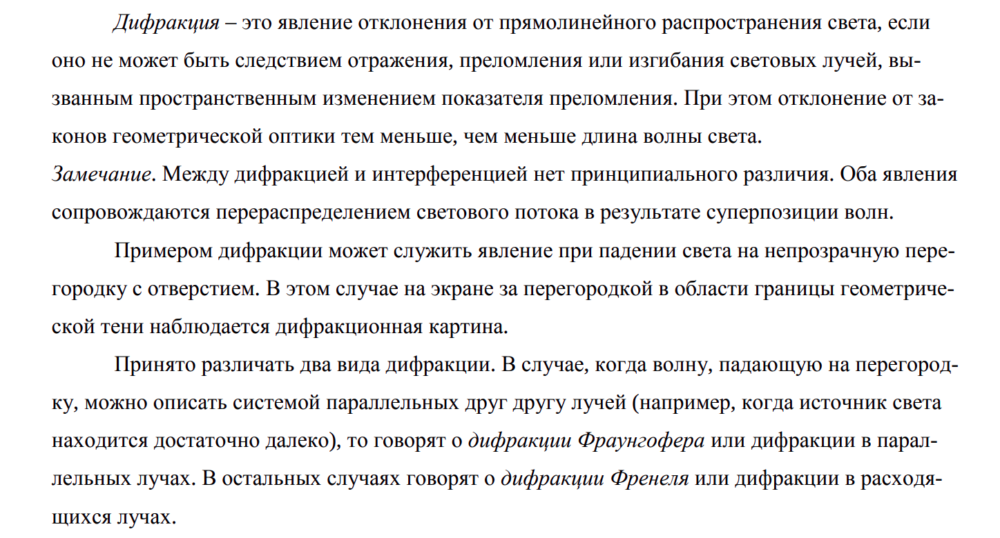 Дифракция – это явление отклонения от прямолинейного распространения света, если
оно не может быть следствием отражения, преломления или изгибания световых лучей, вы-
званным пространственным изменением показателя преломления. При этом отклонение от за-
конов геометрической оптики тем меньше, чем меньше длина волны света.
Замечание. Между дифракцией и интерференцией нет принципиального различия. Оба явления
сопровождаются перераспределением светового потока в результате суперпозиции волн.
Примером дифракции может служить явление при падении света на непрозрачную пере-
городку с отверстием. В этом случае на экране за перегородкой в области границы геометриче-
ской тени наблюдается дифракционная картина.
Принято различать два вида дифракции. В случае, когда волну, падающую на перегород-
ку, можно описать системой параллельных друг другу лучей (например, когда источник света
находится достаточно далеко), то говорят о дифракции Фраунгофера или дифракции в парал-
лельных лучах. В остальных случаях говорят о дифракции Френеля или дифракции в расходя-
щихся лучах.